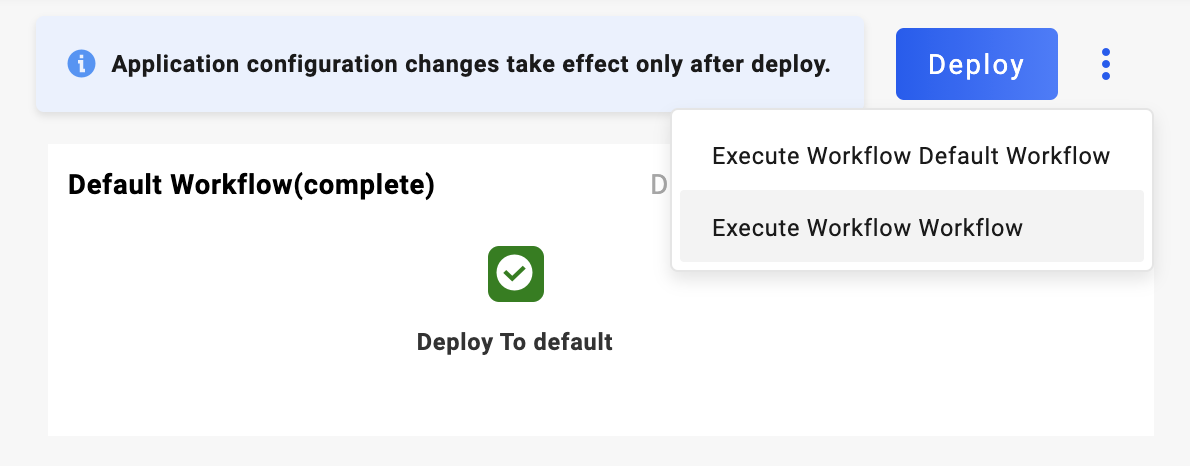 Application configuration changes take effect only after deploy.
Deploy
Execute Workflow Default Workflow
Execute Workflow Workflow
Default Workflow(complete)
Deploy To default